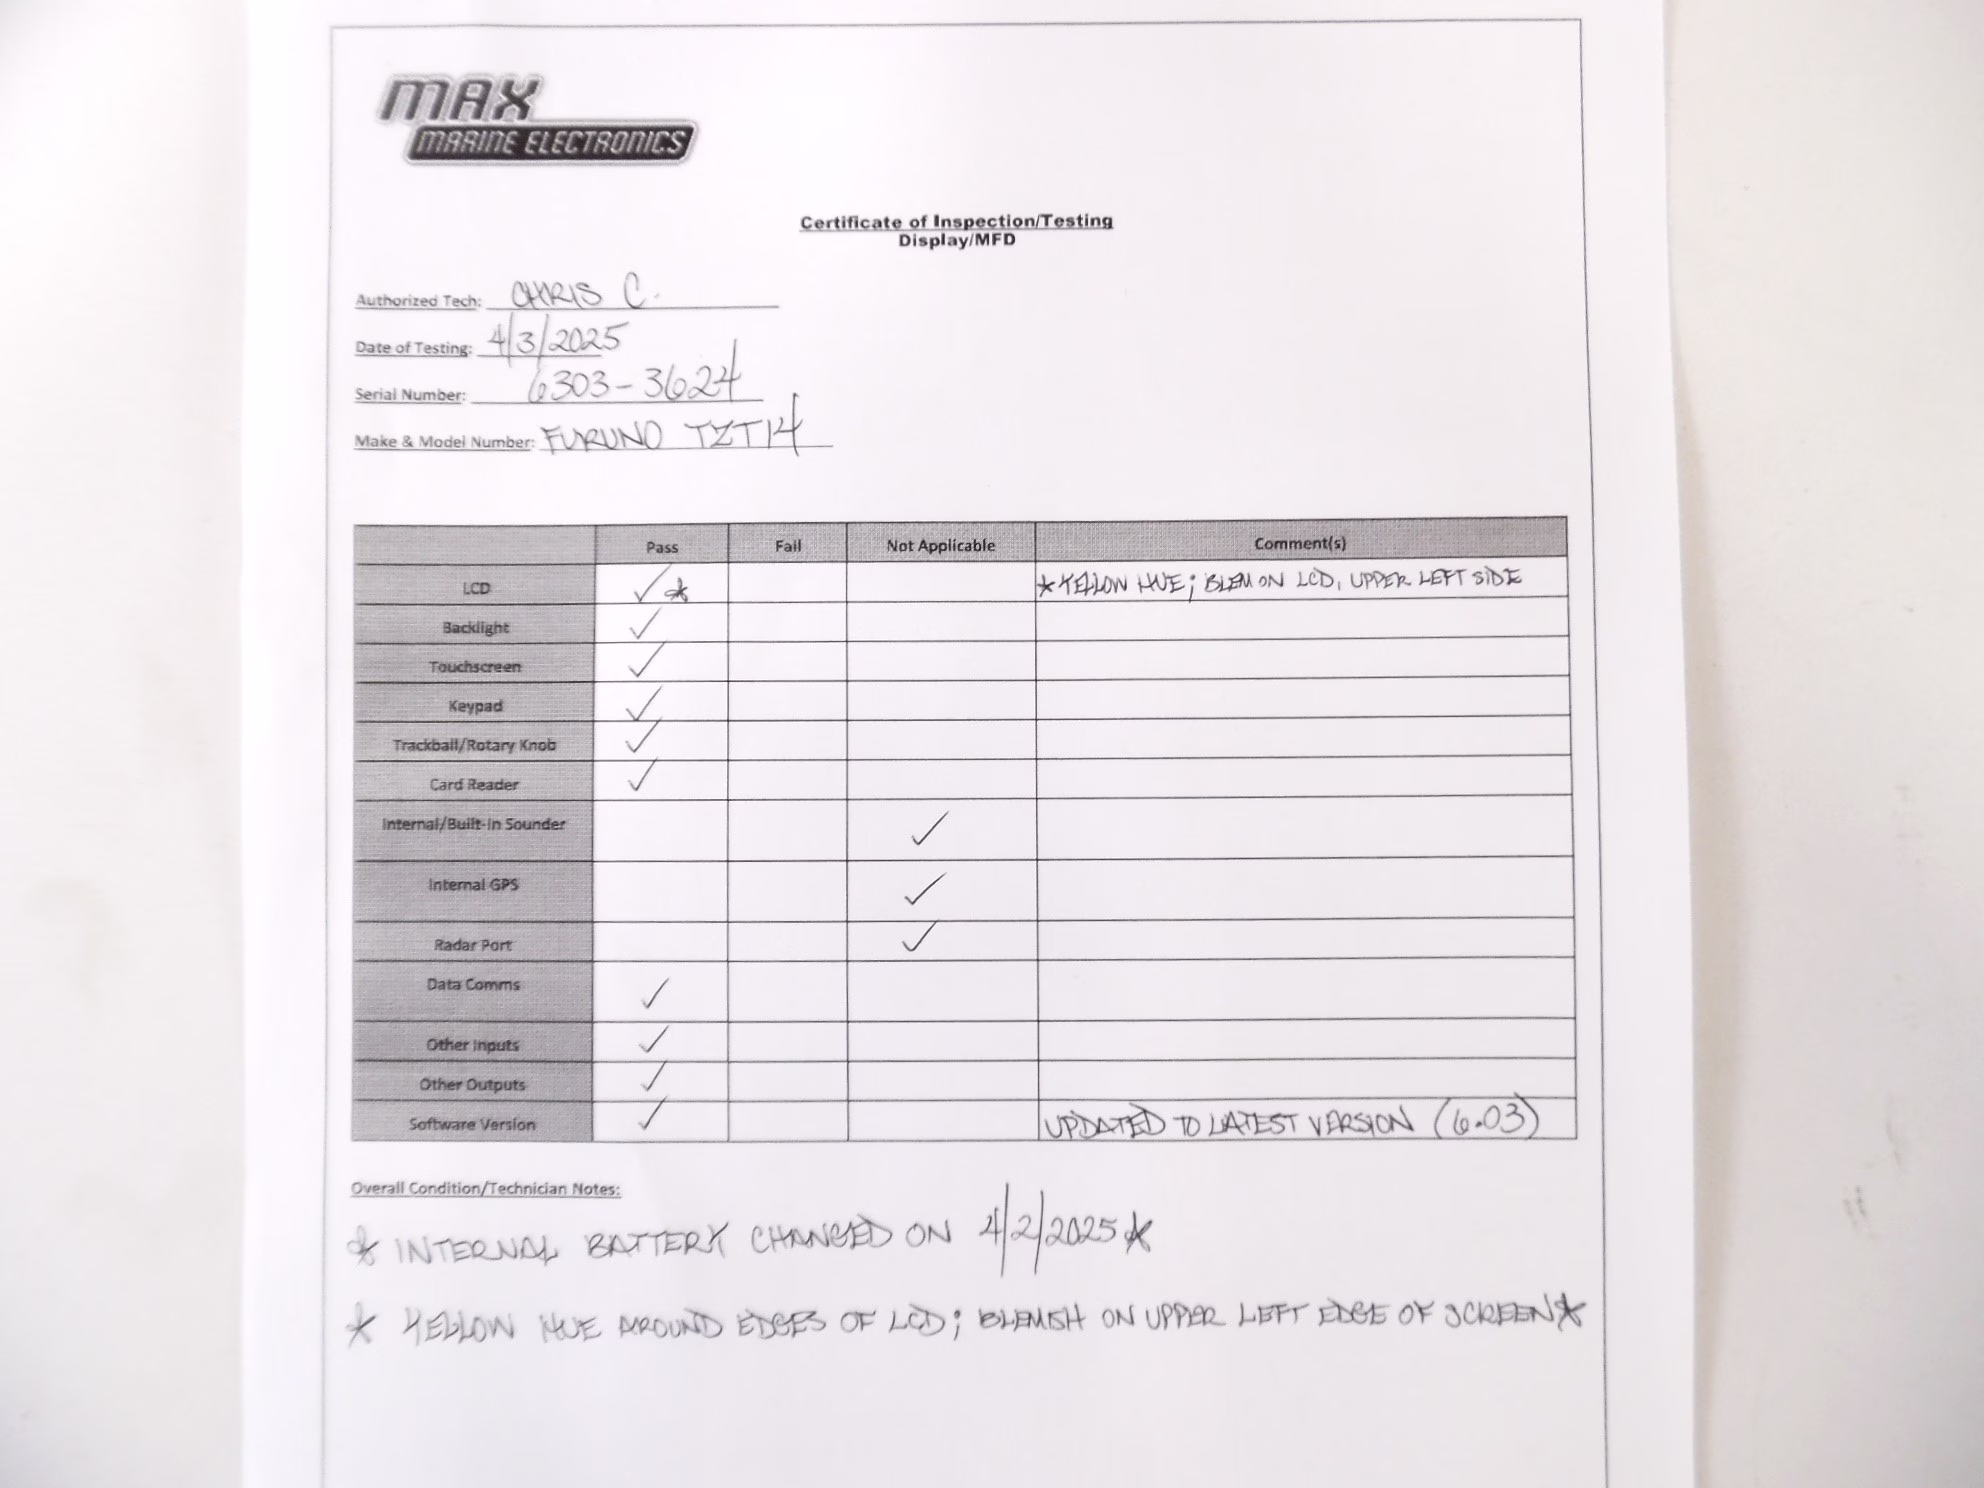 MAX
MARINE ELECTRONICS
Certificate of Inspection/Testing
Display/MFD
Authorized Tech: CHRIS C.
Date of Testing: 4/3/2025
Serial Number: 6303-3624
Make & Model Number: FURUNO TZT14
Pass Fail Not Applicable Comment(s)
LCD ✓* *YELLOW HUE; BLEM ON LCD, UPPER LEFT SIDE
Backlight ✓
Touchscreen ✓
Keypad ✓
Trackball/Rotary Knob ✓
Card Reader ✓
Internal/Built-In Sounder ✓
Internal GPS ✓
Radar Port ✓
Data Comms ✓
Other Inputs ✓
Other Outputs ✓
Software Version ✓ UPDATED TO LATEST VERSION (6.03)
Overall Condition/Technician Notes:
* INTERNAL BATTERY CHANGED ON 4/2/2025*
* YELLOW HUE AROUND EDGES OF LCD; BLEMISH ON UPPER LEFT EDGE OF SCREEN*